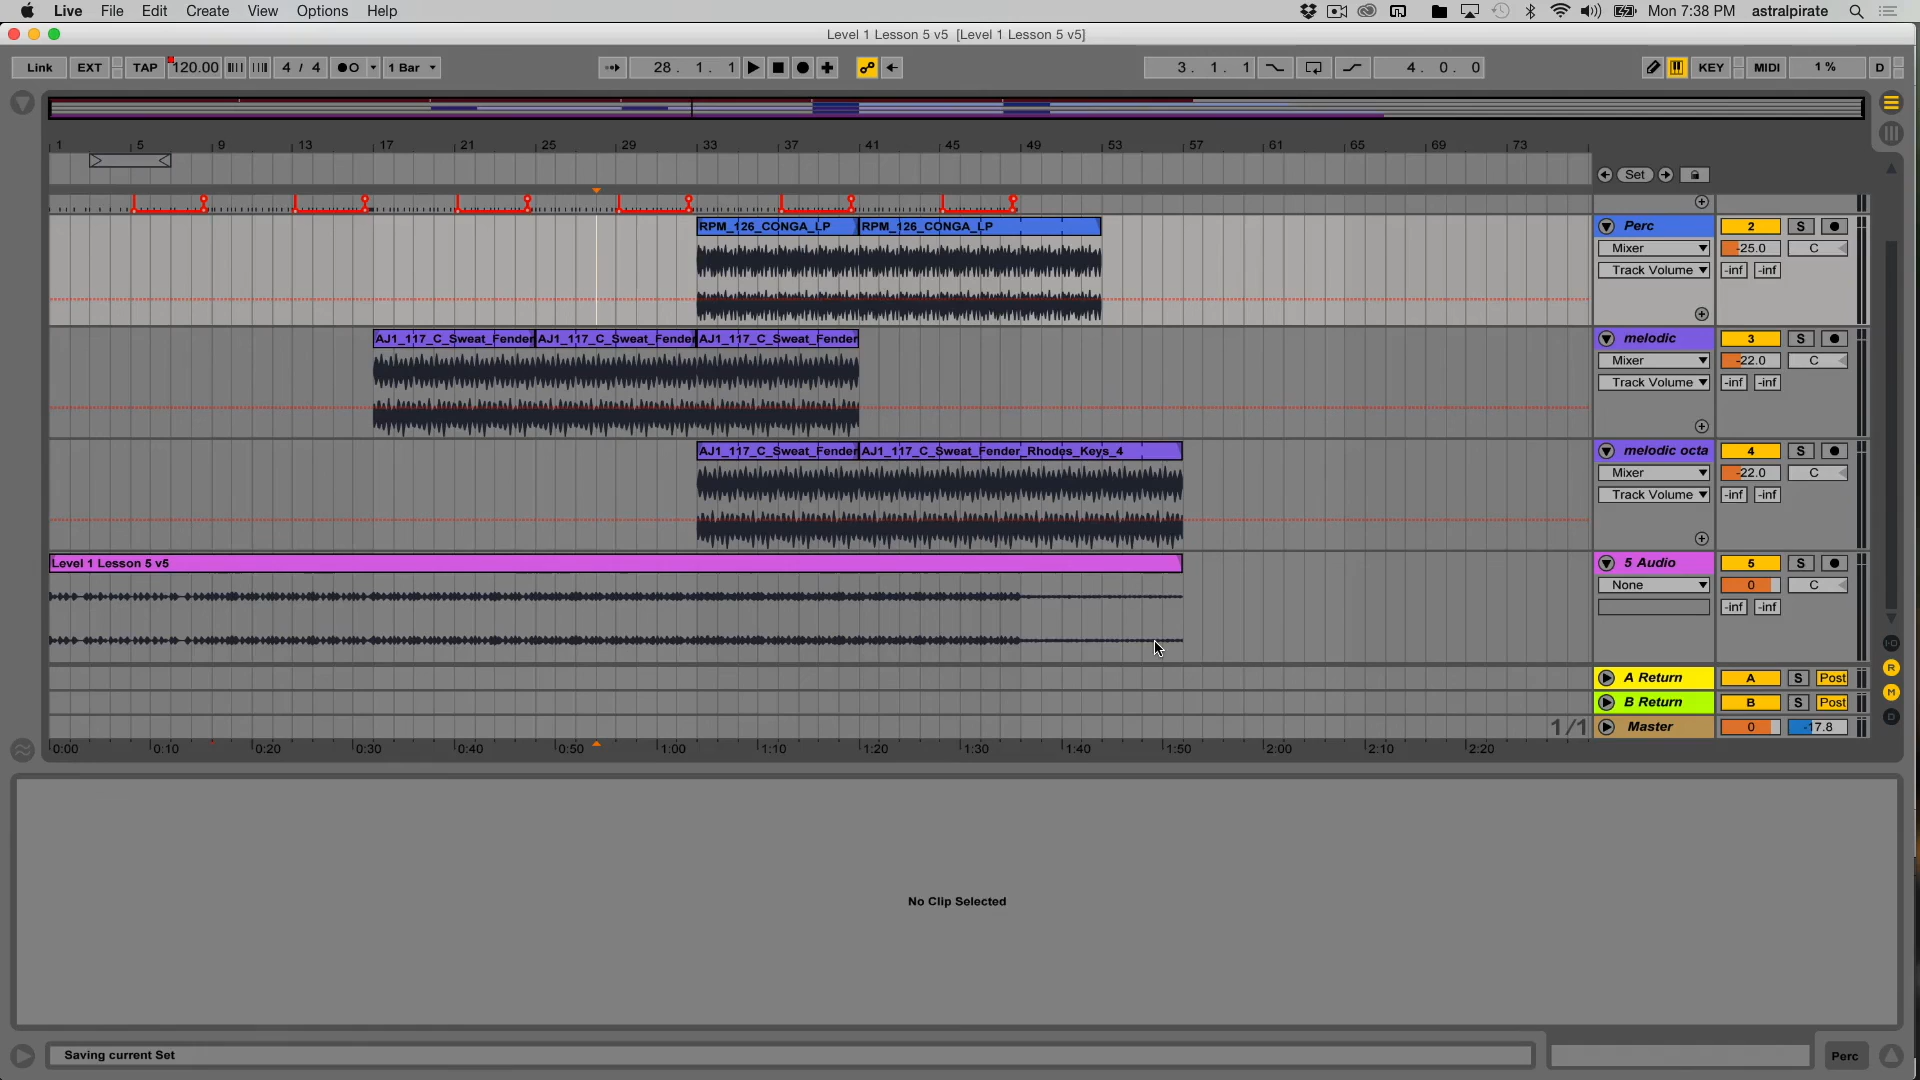 Live File Edit Create View Options Help Mon 7:38 PM astralpirate
Level 1 Lesson 5 v5 [Level 1 Lesson 5 v5]
Link EXT TAP 120.00 4 / 4 1 Bar 28. 1. 1 3. 1. 1 4. 0. 0 KEY MIDI 1 % D
1 5 9 13 17 21 25 29 33 37 41 45 49 53 57 61 65 69 73
Set
RPM_126_CONGA_LP RPM_126_CONGA_LP Perc 2 S
Mixer -25.0 C
Track Volume -inf -inf
AJ1_117_C_Sweat_Fender AJ1_117_C_Sweat_Fender AJ1_117_C_Sweat_Fender melodic 3 S
Mixer -22.0 C
Track Volume -inf -inf
AJ1_117_C_Sweat_Fender AJ1_117_C_Sweat_Fender_Rhodes_Keys_4 melodic octa 4 S
Mixer -22.0 C
Track Volume -inf -inf
Level 1 Lesson 5 v5 5 Audio 5 S
None 0 C
-inf -inf
A Return A S Post R
B Return B S Post M
1/1 Master 0 -17.8 D
0:00 0:10 0:20 0:30 0:40 0:50 1:00 1:10 1:20 1:30 1:40 1:50 2:00 2:10 2:20
No Clip Selected
Saving current Set Perc